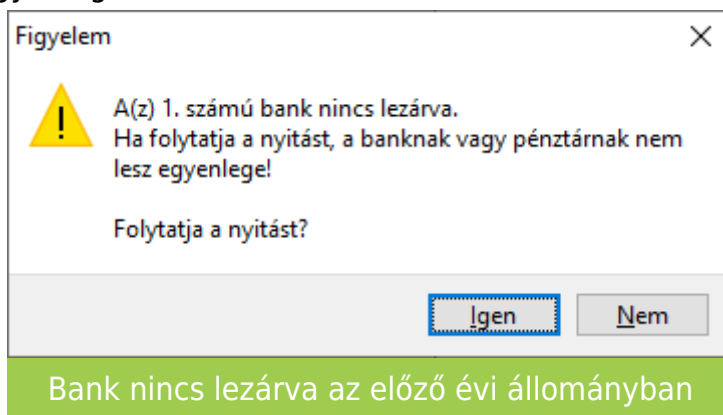 Figyelem
A(z) 1. számú bank nincs lezárva.
Ha folytatja a nyitást, a banknak vagy pénztárnak nem
lesz egyenlege!
Folytatja a nyitást?
Igen Nem
Bank nincs lezárva az előző évi állományban